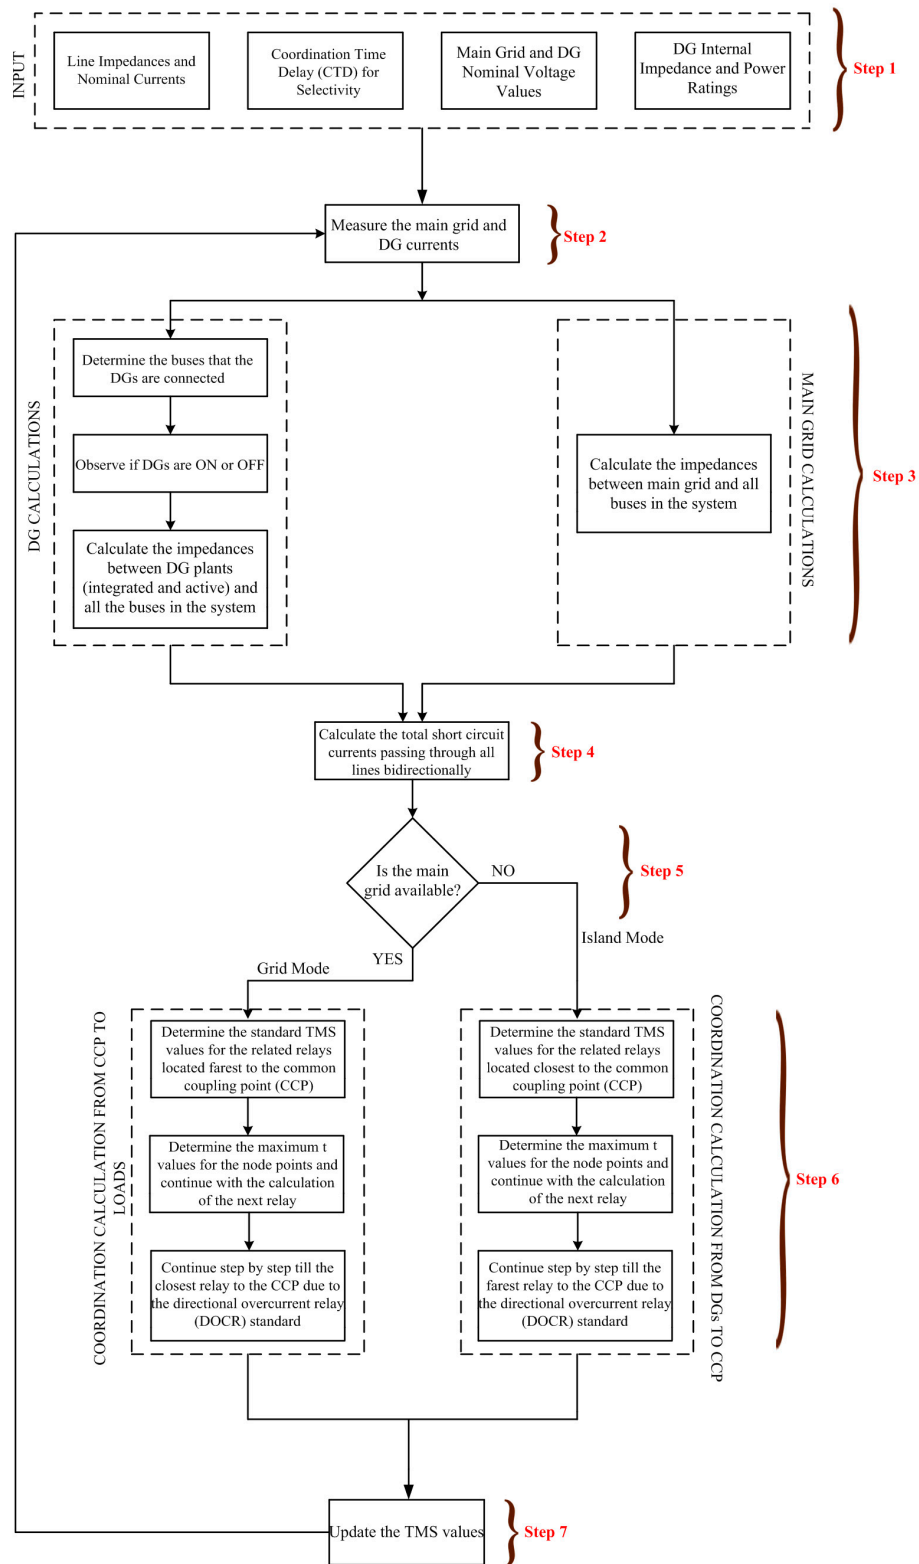 INPUT
Line Impedances and
Nominal Currents
Coordination Time
Delay (CTD) for
Selectivity
Main Grid and DG
Nominal Voltage
Values
DG Internal
Impedance and Power
Ratings
Step 1
Measure the main grid and
DG currents
Step 2
DG CALCULATIONS
Determine the buses that the
DGs are connected
Observe if DGs are ON or OFF
Calculate the impedances
between DG plants
(integrated and active) and
all the buses in the system
Calculate the impedances
between main grid and all
buses in the system
MAIN GRID CALCULATIONS
Step 3
Calculate the total short circuit
currents passing through all
lines bidirectionally
Step 4
Is the main
grid available?
NO
YES
Step 5
Grid Mode
Island Mode
COORDINATION CALCULATION FROM CCP TO
LOADS
Determine the standard TMS
values for the related relays
located farest to the common
coupling point (CCP)
Determine the maximum t
values for the node points and
continue with the calculation
of the next relay
Continue step by step till the
closest relay to the CCP due to
the directional overcurrent relay
(DOCR) standard
Determine the standard TMS
values for the related relays
located closest to the common
coupling point (CCP)
Determine the maximum t
values for the node points and
continue with the calculation
of the next relay
Continue step by step till the
farest relay to the CCP due to
the directional overcurrent relay
(DOCR) standard
COORDINATION CALCULATION FROM DGs TO CCP
Step 6
Update the TMS values
Step 7